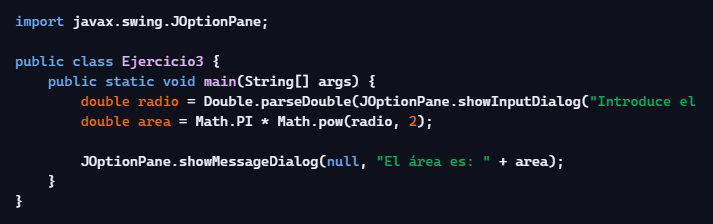 import javax.swing.JOptionPane;
public class Ejercicio3 {
public static void main(String[] args) {
double radio = Double.parseDouble(JOptionPane.showInputDialog("Introduce el
double area = Math.PI * Math.pow(radio, 2);
JOptionPane.showMessageDialog(null, "El área es: " + area);
}
}